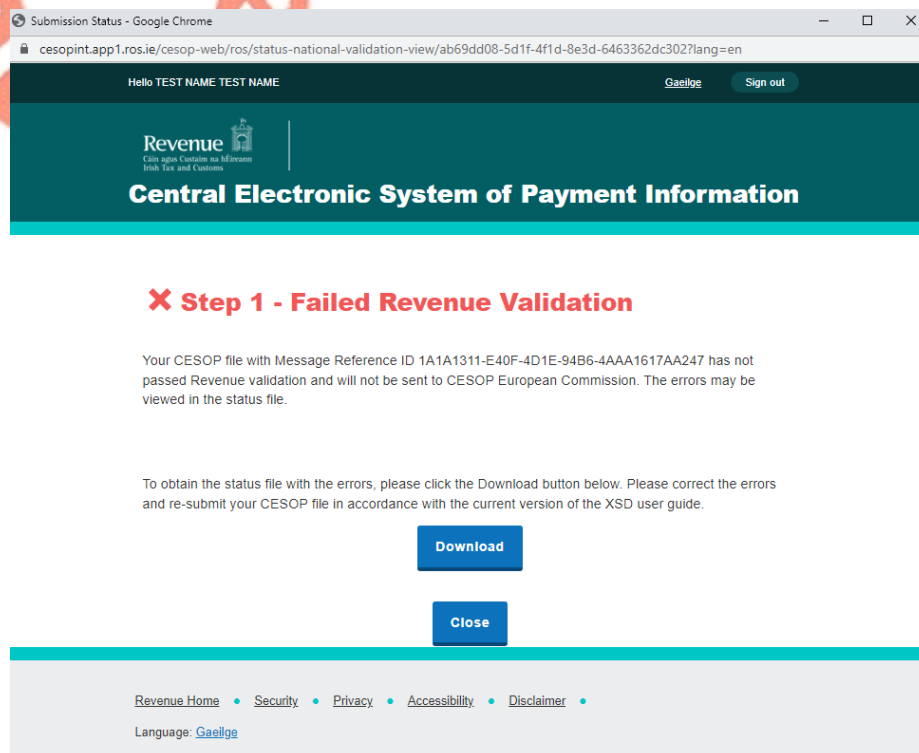 Submission Status - Google Chrome
cesopint.app1.ros.ie/cesop-web/ros/status-national-validation-view/ab69dd08-5d1f-4f1d-8e3d-6463362dc302?lang=en
Hello TEST NAME TEST NAME Gaeilge Sign out
Revenue
Cáin agus Custaim na hÉireann
Irish Tax and Customs
Central Electronic System of Payment Information
Step 1 - Failed Revenue Validation
Your CESOP file with Message Reference ID 1A1A1311-E40F-4D1E-94B6-4AAA1617AA247 has not
passed Revenue validation and will not be sent to CESOP European Commission. The errors may be
viewed in the status file.
To obtain the status file with the errors, please click the Download button below. Please correct the errors
and re-submit your CESOP file in accordance with the current version of the XSD user guide.
Download
Close
Revenue Home • Security • Privacy • Accessibility • Disclaimer •
Language: Gaeilge